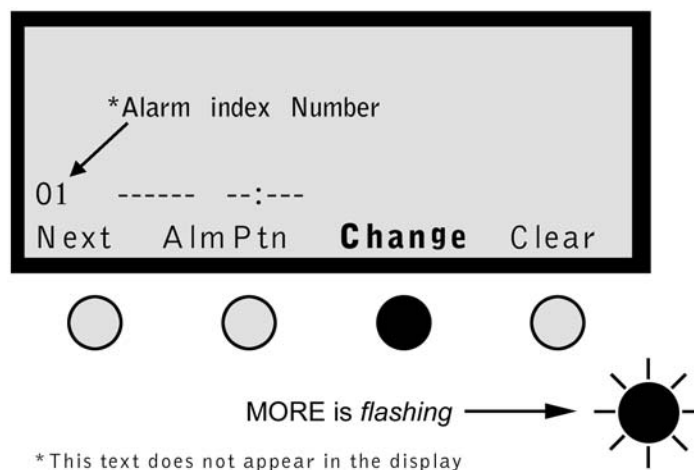 *Alarm index Number
01 ------ --:---
Next AlmPtn Change Clear
MORE is flashing
*This text does not appear in the display